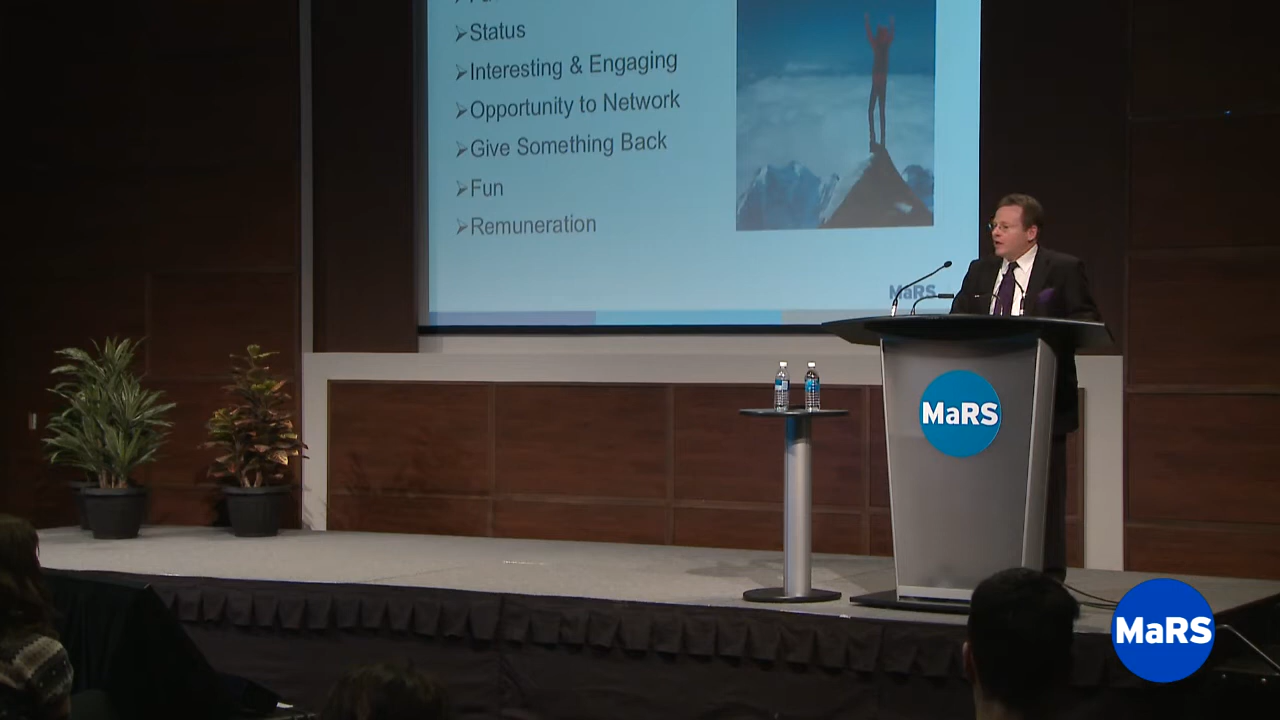 ➢Status
➢Interesting & Engaging
➢Opportunity to Network
➢Give Something Back
➢Fun
➢Remuneration
MaRS
MaRS
MaRS